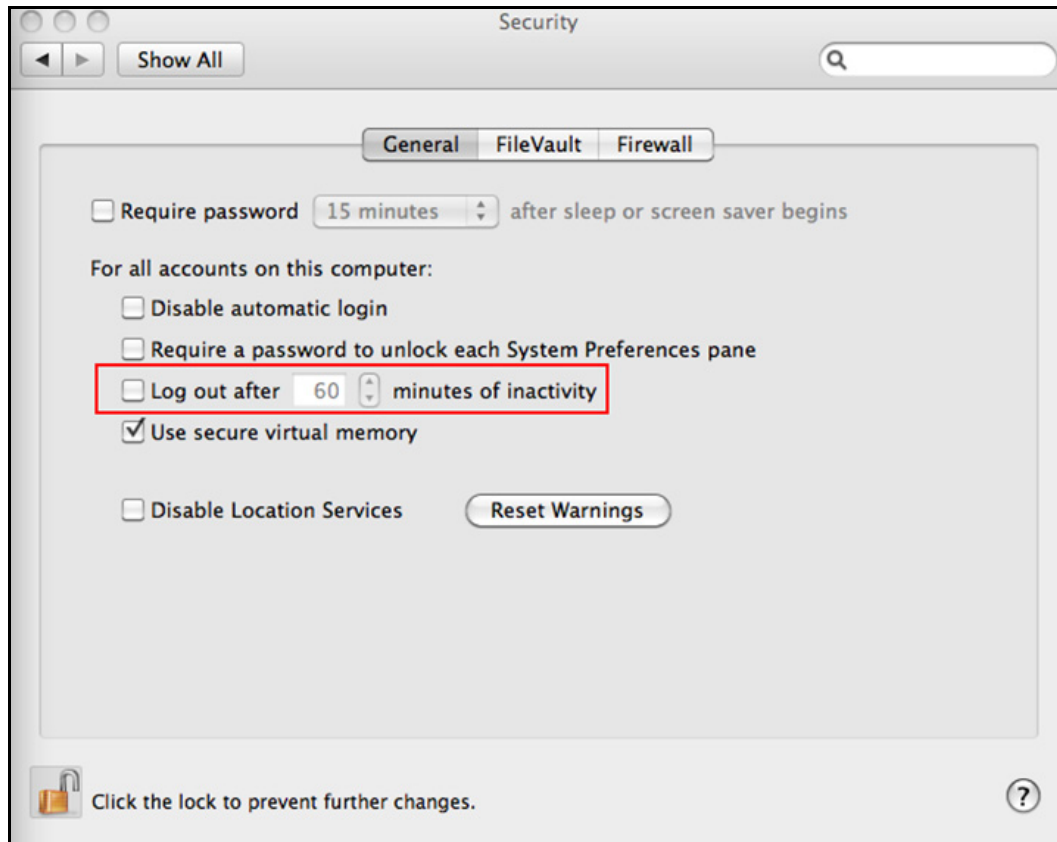 Security
Show All
General FileVault Firewall
Require password 15 minutes after sleep or screen saver begins
For all accounts on this computer:
Disable automatic login
Require a password to unlock each System Preferences pane
Log out after 60 minutes of inactivity
Use secure virtual memory
Disable Location Services Reset Warnings
Click the lock to prevent further changes. ?